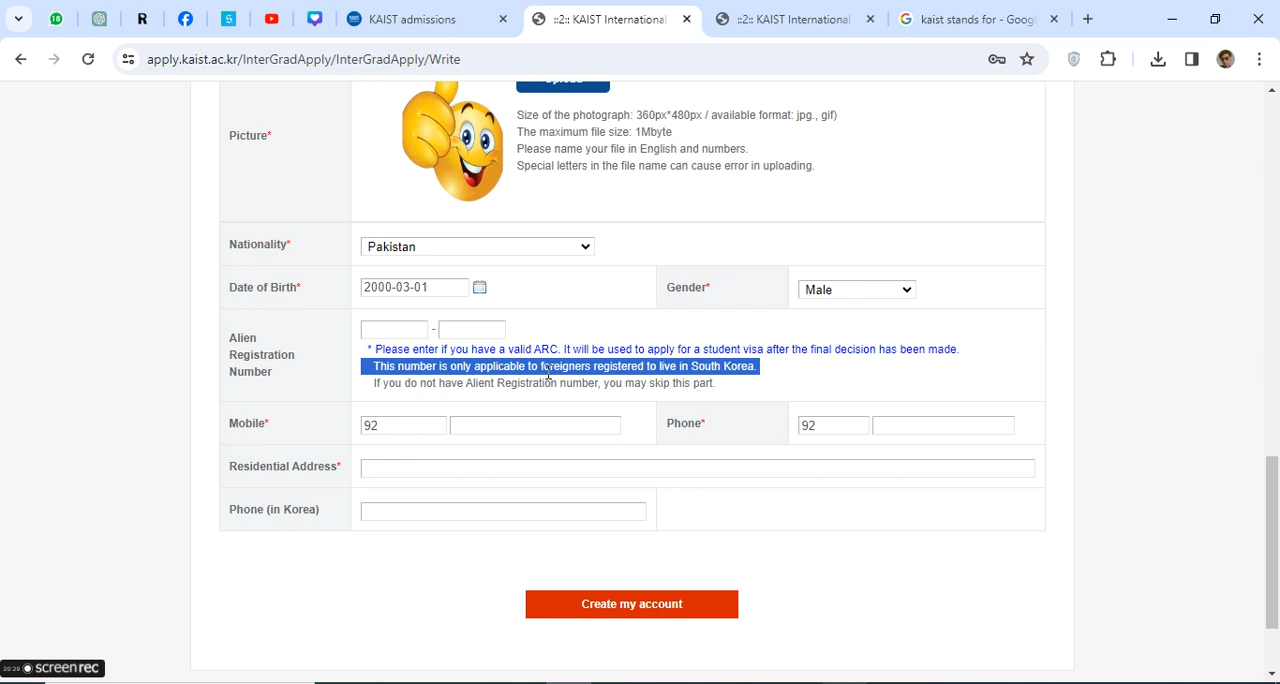 18
R
S
KAIST admissions
::2:: KAIST International
::2:: KAIST International
G kaist stands for - Goog
apply.kaist.ac.kr/InterGradApply/InterGradApply/Write
Picture*
Size of the photograph: 360px*480px / available format: jpg., gif)
The maximum file size: 1Mbyte
Please name your file in English and numbers.
Special letters in the file name can cause error in uploading.
Nationality*
Pakistan
Date of Birth*
2000-03-01
Gender*
Male
Alien
Registration
Number
-
* Please enter if you have a valid ARC. It will be used to apply for a student visa after the final decision has been made.
This number is only applicable to foreigners registered to live in South Korea.
If you do not have Alient Registration number, you may skip this part.
Mobile*
92
Phone*
92
Residential Address*
Phone (in Korea)
Create my account
screenrec